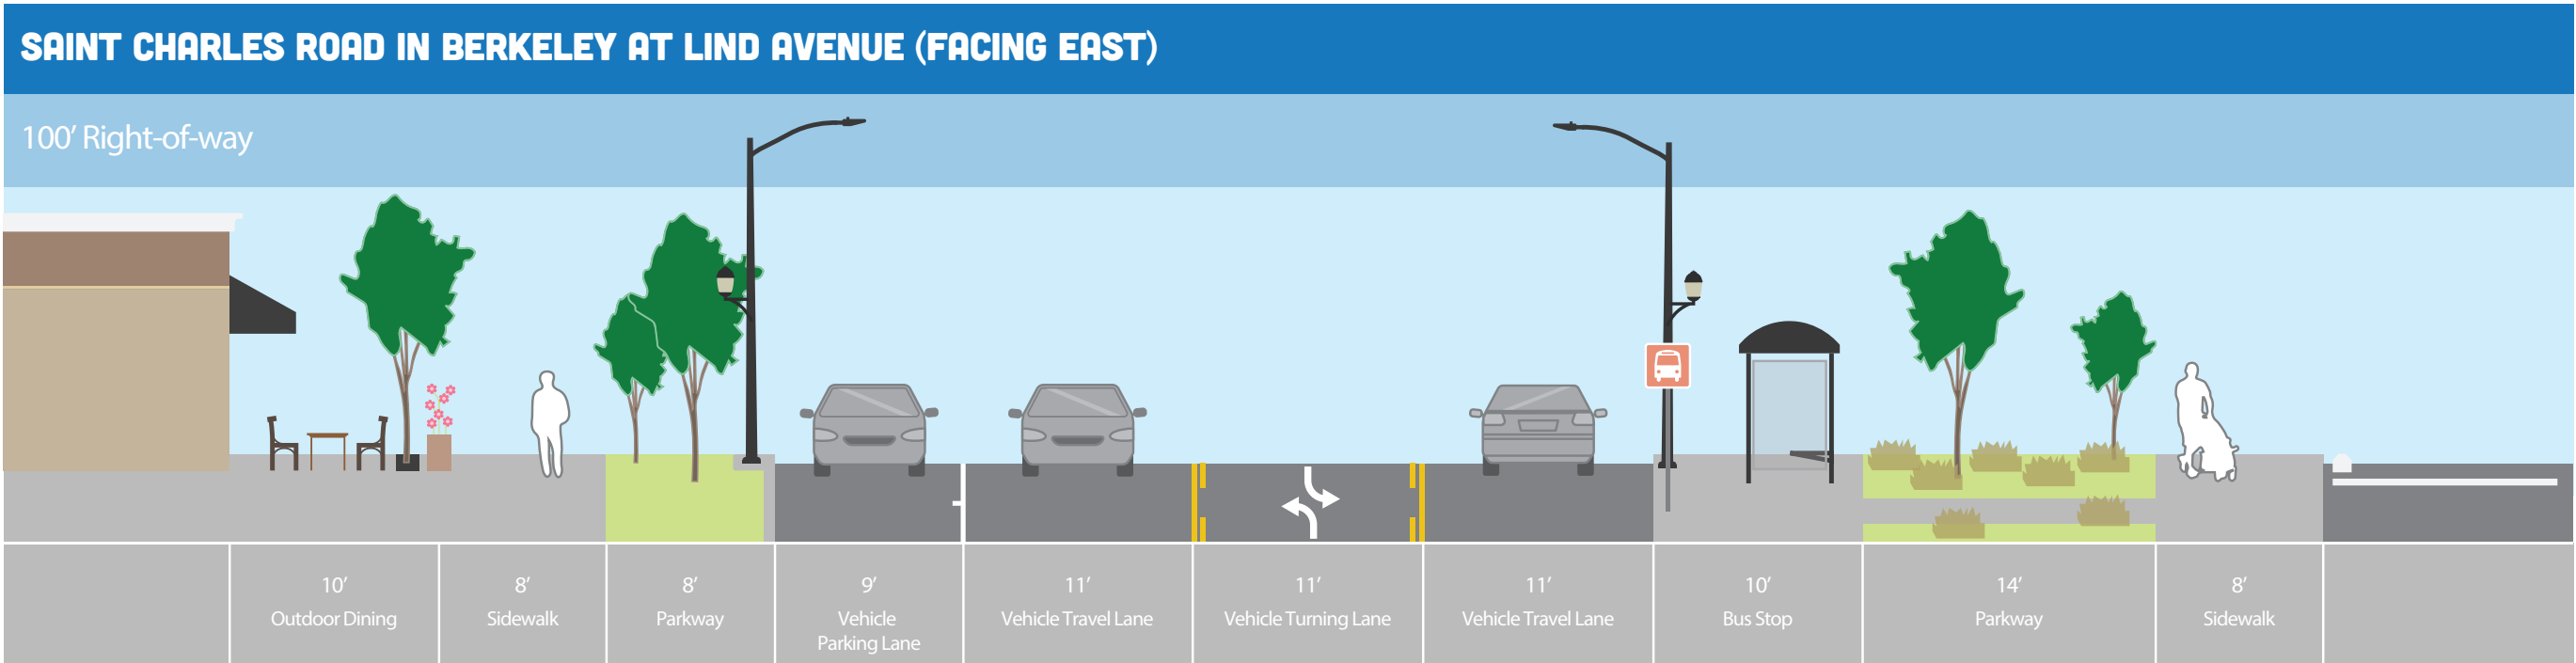 SAINT CHARLES ROAD IN BERKELEY AT LIND AVENUE (FACING EAST)
100’ Right-of-way
10’
Outdoor Dining
8’
Sidewalk
8’
Parkway
9’
Vehicle
Parking Lane
11’
Vehicle Travel Lane
11’
Vehicle Turning Lane
11’
Vehicle Travel Lane
10’
Bus Stop
14’
Parkway
8’
Sidewalk